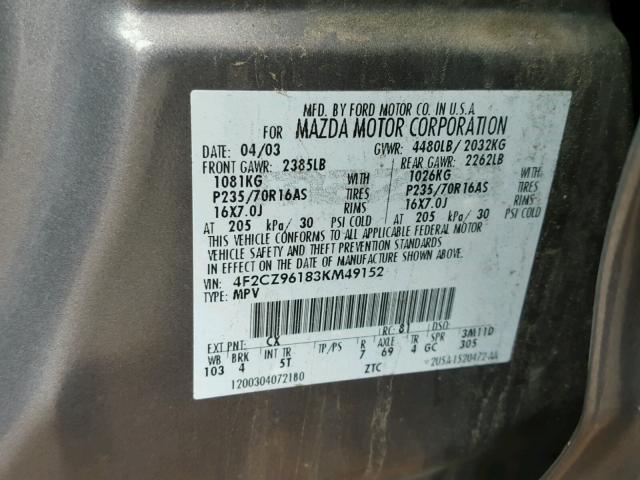 MFD. BY FORD MOTOR CO. IN U.S.A
FOR MAZDA MOTOR CORPORATION
DATE: 04/03 GVWR: 4480LB/ 2032KG
FRONT GAWR: 2385LB REAR GAWR: 2262LB
1081KG WITH 1026KG WITH
P235/70R16AS TIRES P235/70R16AS TIRES
16X7.0J RIMS 16X7.0J RIMS
AT 205 kPa/ 30 PSI COLD AT 205 kPa/ 30 PSI COLD
THIS VEHICLE CONFORMS TO ALL APPLICABLE FEDERAL MOTOR
VEHICLE SAFETY AND THEFT PREVENTION STANDARDS
IN EFFECT ON THE DATE OF MANUFACTURE SHOWN ABOVE.
VIN: 4F2CZ96183KM49152
TYPE: MPV
EXT PNT: CX RC: 81 DSO:
WB BRK INT TR TP/PS R AXLE TR SPR 3M11D
103 4 5T 7 69 4 GC 305
1200304072180 ZTC 2U5A-1520472-AA